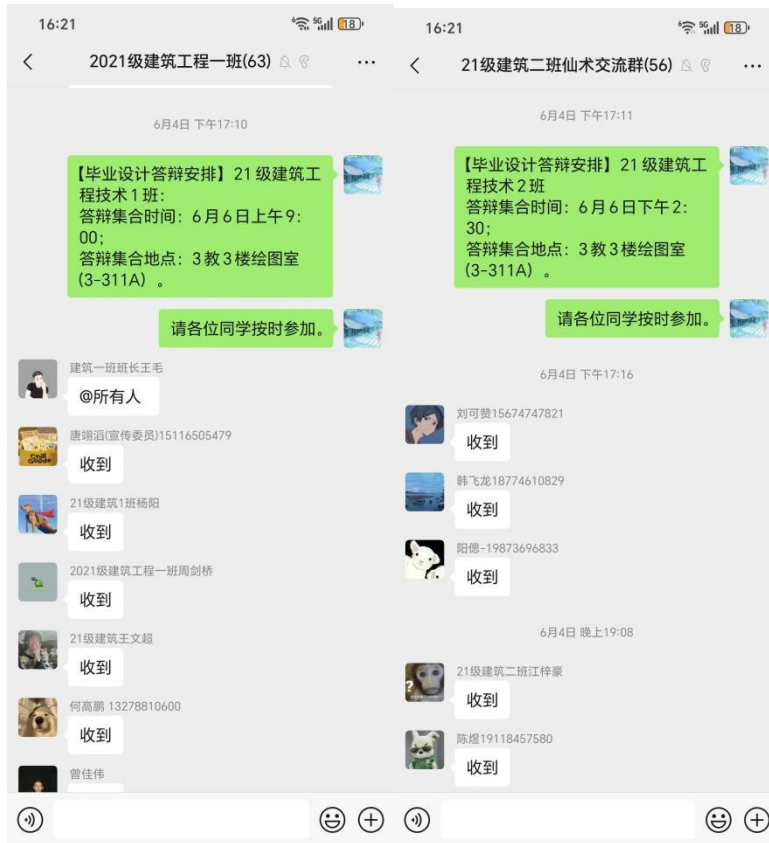 16:21
5G
18
2021级建筑工程一班(63)
6月4日 下午17:10
【毕业设计答辩安排】21级建筑工
程技术1班:
答辩集合时间：6月6日上午9:
00;
答辩集合地点：3教3楼绘图室
(3-311A) 。
请各位同学按时参加。
建筑一班班长王毛
@所有人
唐翊滔(宣传委员)15116505479
收到
21级建筑1班杨阳
收到
2021级建筑工程一班周剑桥
收到
21级建筑王文超
收到
何高鹏 13278810600
收到
曾佳伟
16:21
5G
18
21级建筑二班仙术交流群(56)
6月4日 下午17:11
【毕业设计答辩安排】21级建筑工
程技术2班
答辩集合时间：6月6日下午2:
30;
答辩集合地点：3教3楼绘图室
(3-311A) 。
请各位同学按时参加。
6月4日 下午17:16
刘可赞15674747821
收到
韩飞龙18774610829
收到
阳偲-19873696833
收到
6月4日 晚上19:08
21级建筑二班江梓豪
收到
陈煜19118457580
收到